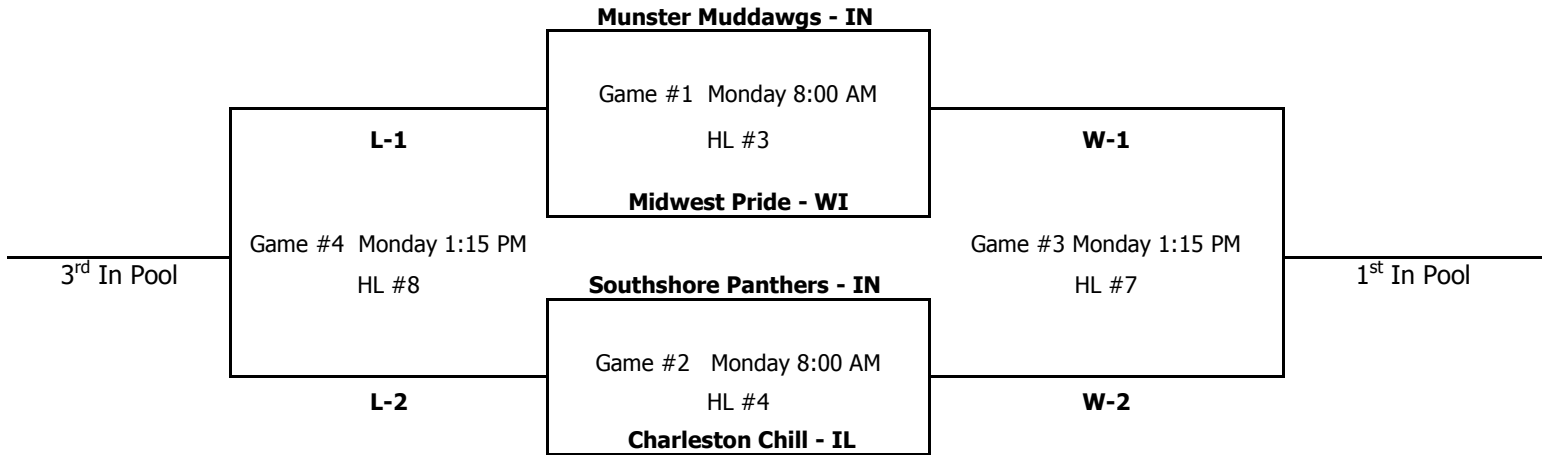 Munster Muddawgs - IN
Game #1 Monday 8:00 AM
L-1
HL #3
W-1
Midwest Pride - WI
Game #4 Monday 1:15 PM
Game #3 Monday 1:15 PM
3rd In Pool
HL #8
Southshore Panthers - IN
HL #7
1st In Pool
Game #2 Monday 8:00 AM
L-2
HL #4
W-2
Charleston Chill - IL